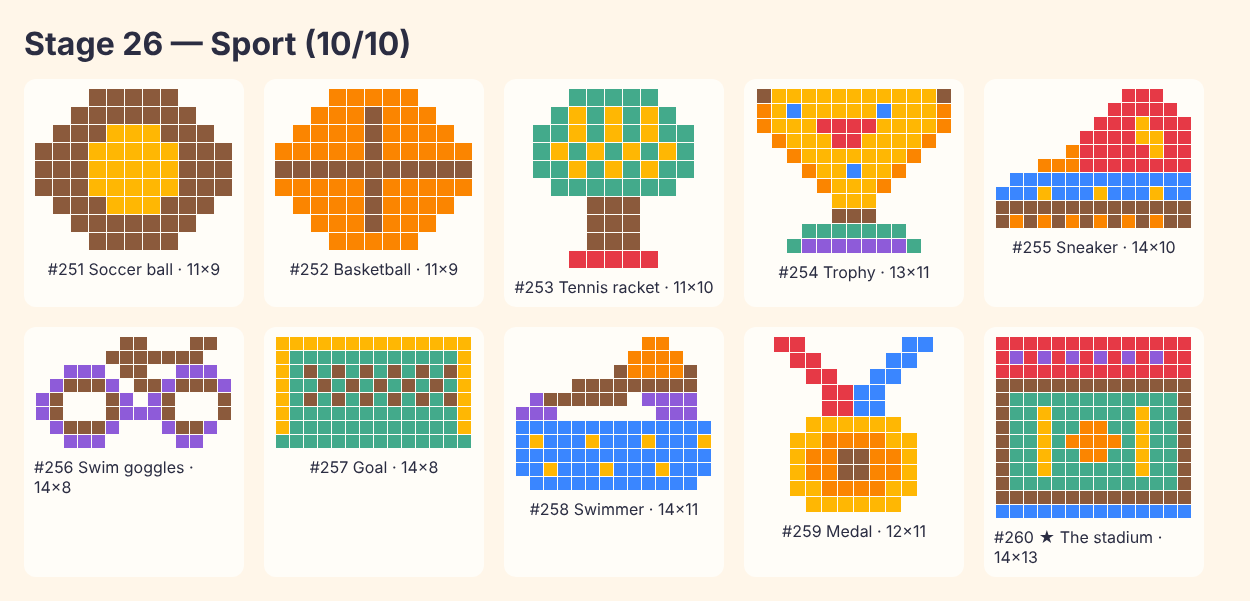 Stage 26 — Sport (10/10)
#251 Soccer ball · 11×9
#252 Basketball · 11×9
#253 Tennis racket · 11×10
#254 Trophy · 13×11
#255 Sneaker · 14×10
#256 Swim goggles ·
14×8
#257 Goal · 14×8
#258 Swimmer · 14×11
#259 Medal · 12×11
#260 ★ The stadium ·
14×13